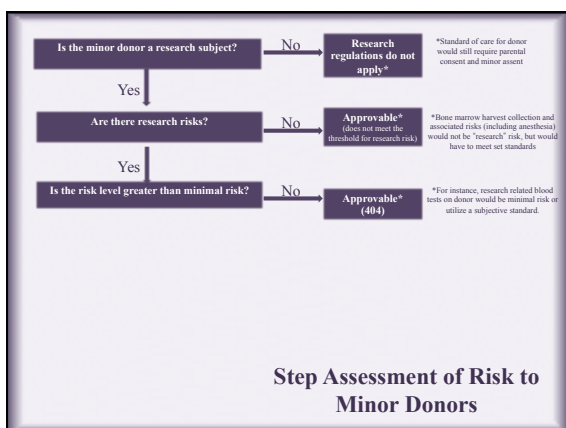 Is the minor donor a research subject?
No
Research
regulations do not
apply*
*Standard of care for donor
would still require parental
consent and minor assent
Yes
Are there research risks?
No
Approvable*
(does not meet the
threshold for research risk)
*Bone marrow harvest collection and
associated risks (including anesthesia)
would not be "research" risk, but would
have to meet set standards
Yes
Is the risk level greater than minimal risk?
No
Approvable*
(404)
*For instance, research related blood
tests on donor would be minimal risk or
utilize a subjective standard.
Step Assessment of Risk to
Minor Donors